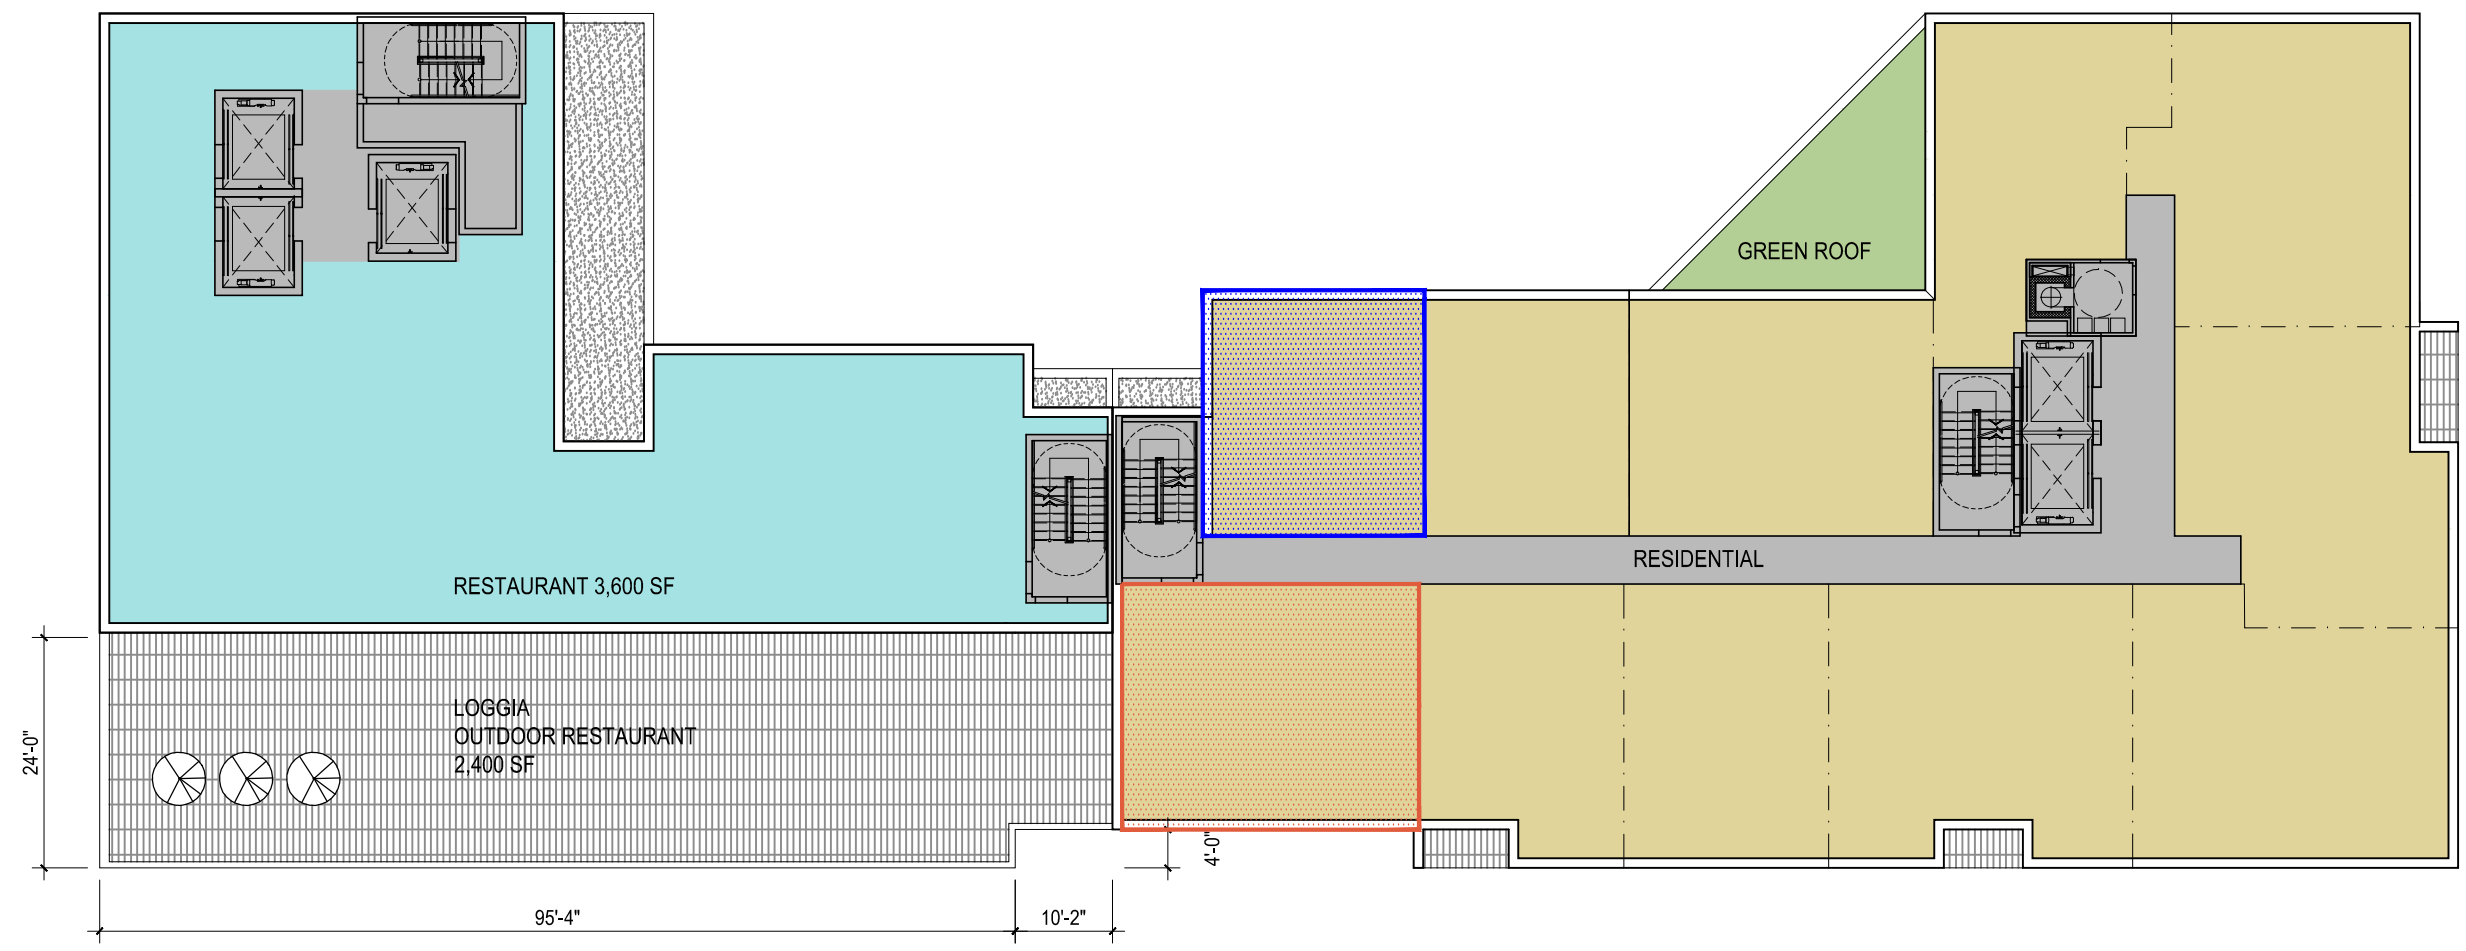 GREEN ROOF
RESIDENTIAL
RESTAURANT 3,600 SF
LOGGIA
OUTDOOR RESTAURANT
2,400 SF
24'-0"
4'-0"
95'-4"
10'-2"